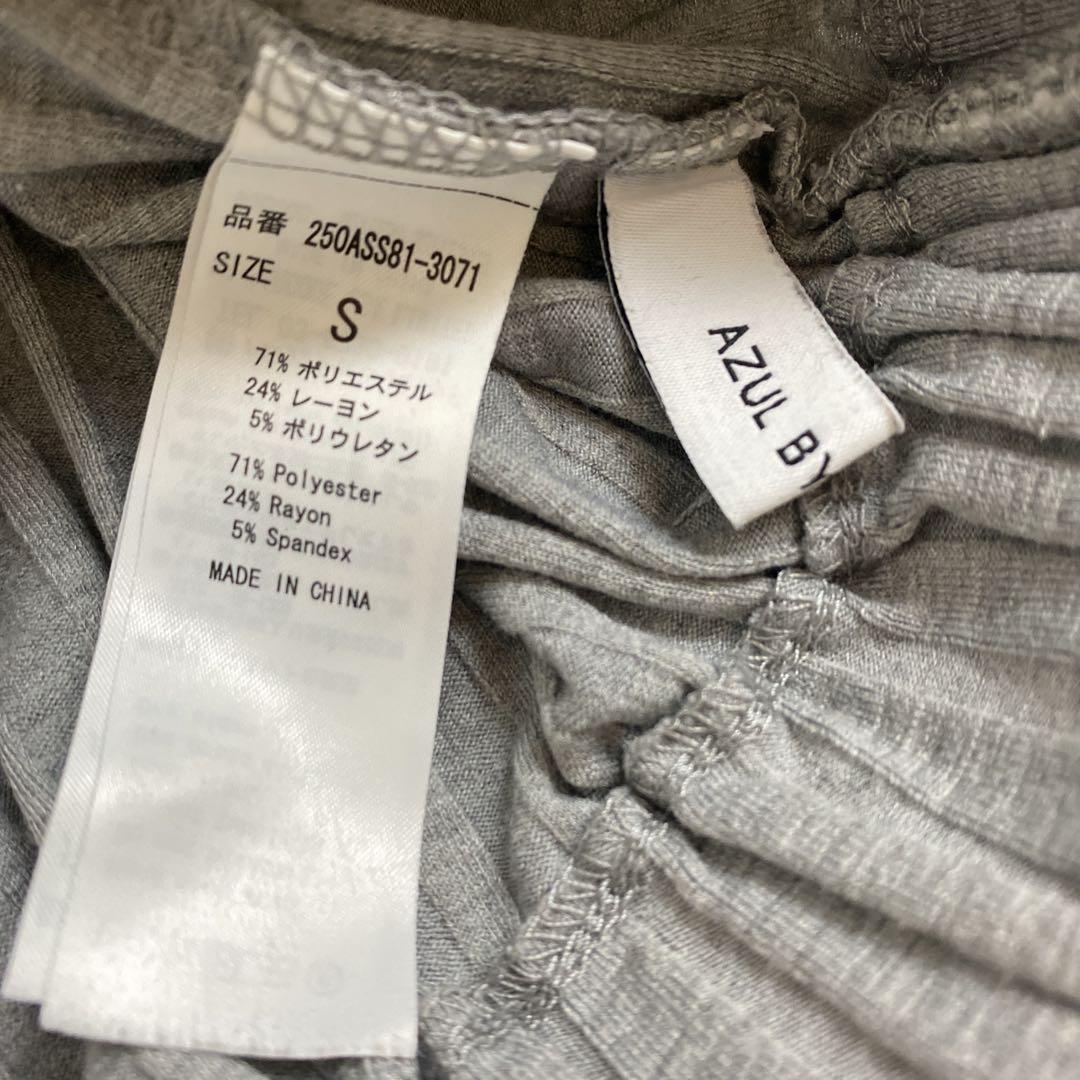 品番 250ASS81-3071
SIZE
S
71% ポリエステル
24% レーヨン
5% ポリウレタン
71% Polyester
24% Rayon
5% Spandex
MADE IN CHINA
AZUL BY